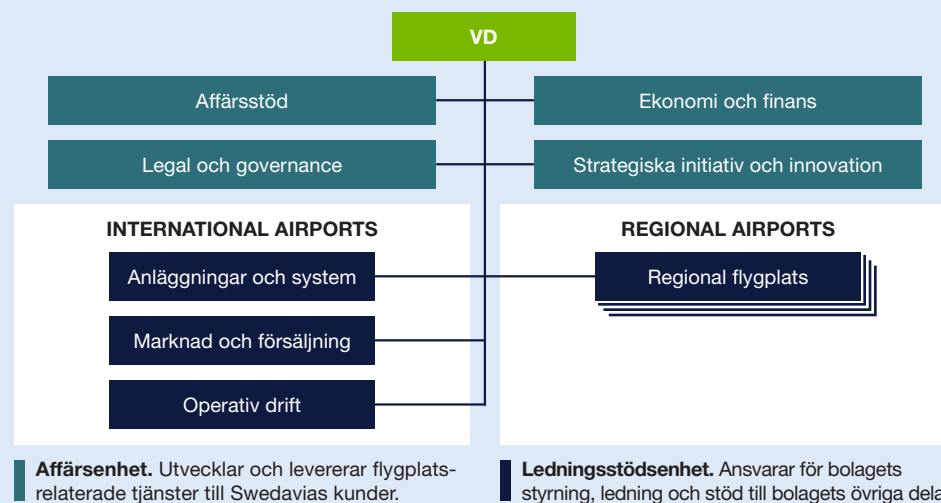 VD
Affärsstöd
Ekonomi och finans
Legal och governance
Strategiska initiativ och innovation
INTERNATIONAL AIRPORTS
Anläggningar och system
Marknad och försäljning
Operativ drift
REGIONAL AIRPORTS
Regional flygplats
Affärsenhet. Utvecklar och levererar flygplats-
relaterade tjänster till Swedavias kunder.
Ledningsstödsenhet. Ansvarar för bolagets
styrning, ledning och stöd till bolagets övriga